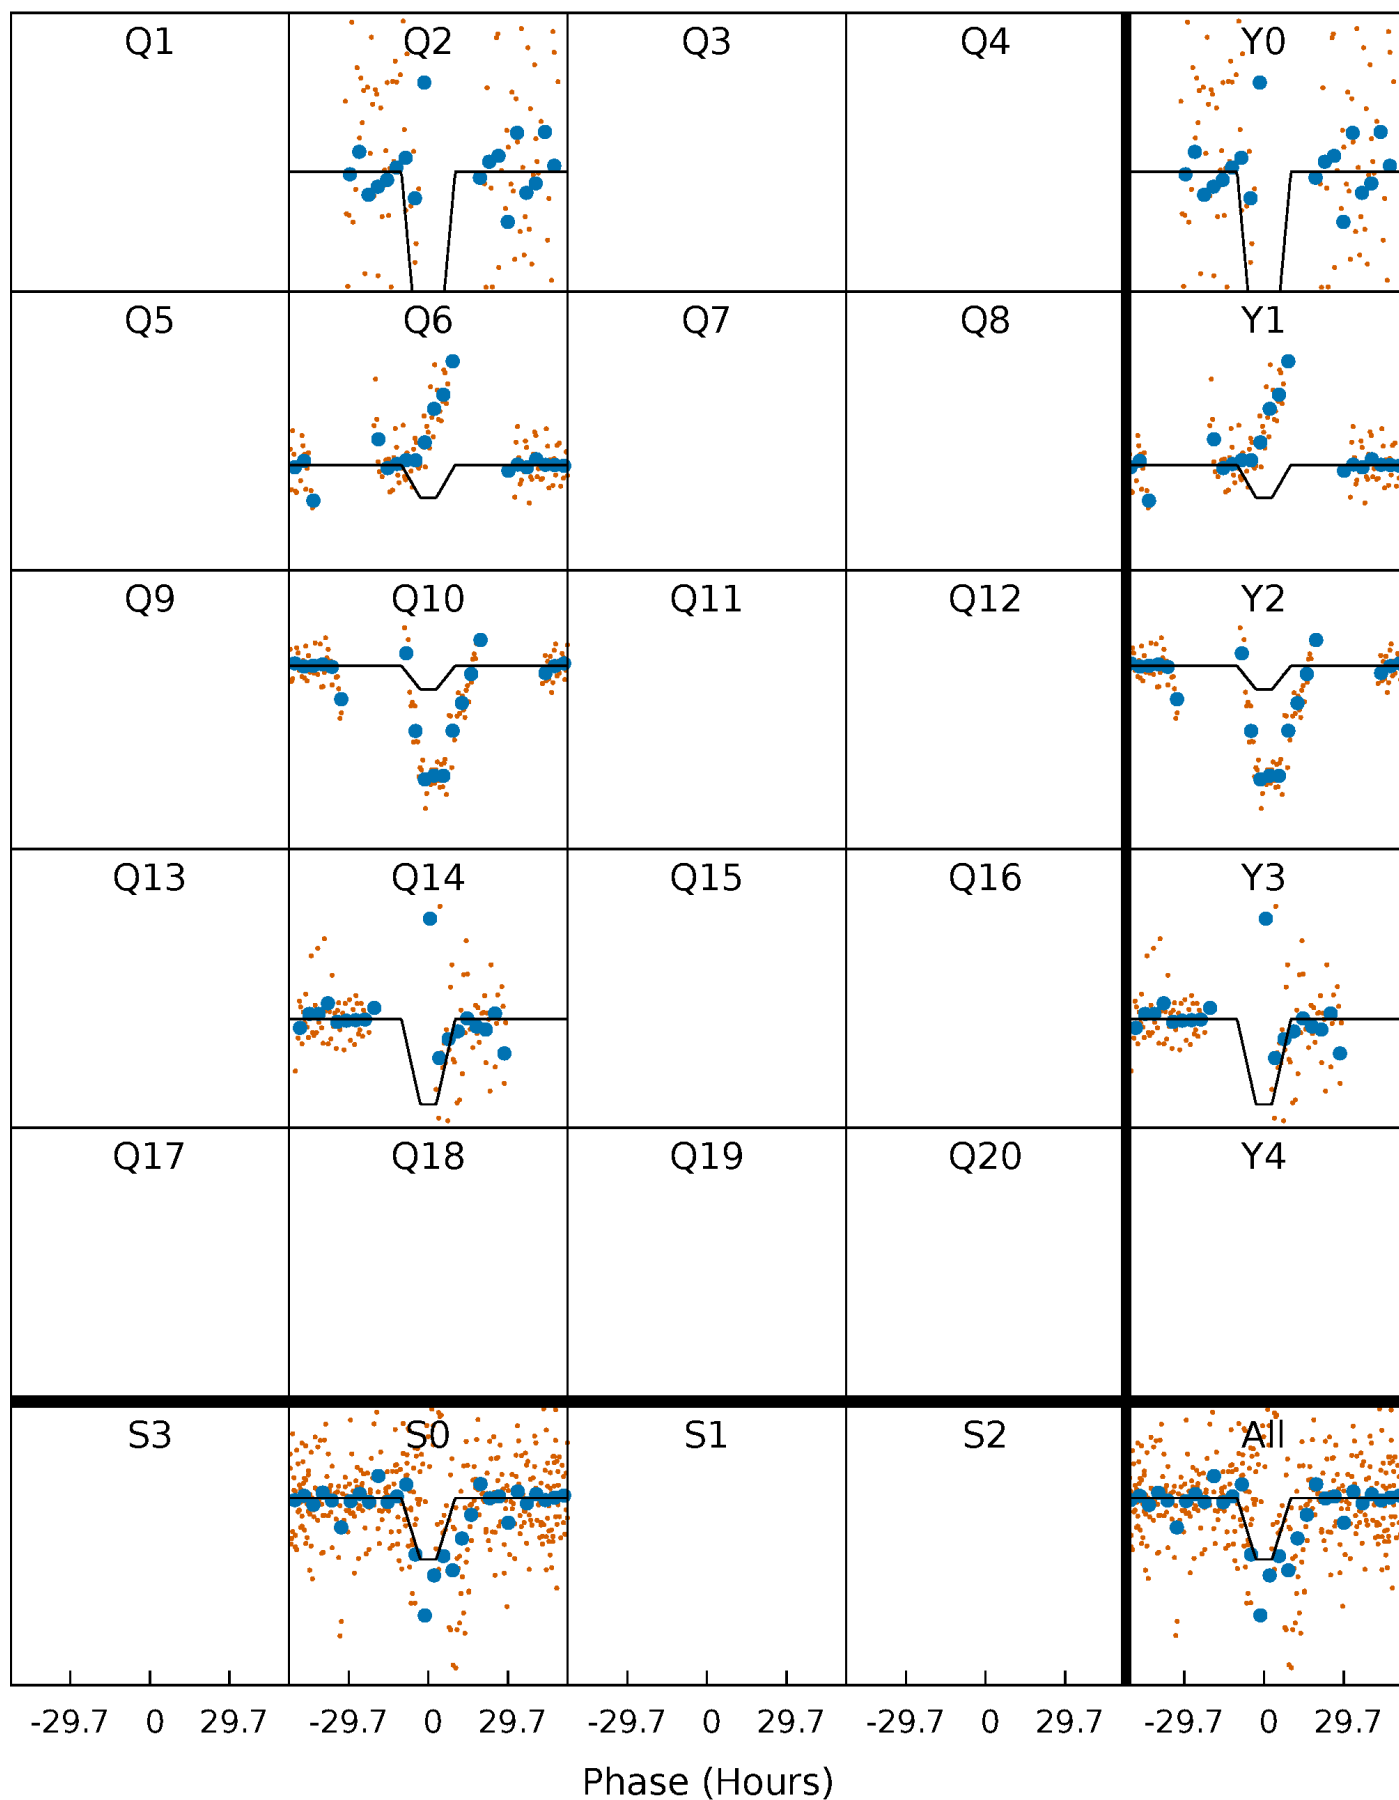 Q1 Q2 Q3 Q4 Y0
Q5 Q6 Q7 Q8 Y1
Q9 Q10 Q11 Q12 Y2
Q13 Q14 Q15 Q16 Y3
Q17 Q18 Q19 Q20 Y4
S3 S0 S1 S2 All
-29.7 0 29.7 -29.7 0 29.7 -29.7 0 29.7 -29.7 0 29.7 -29.7 0 29.7
Phase (Hours)